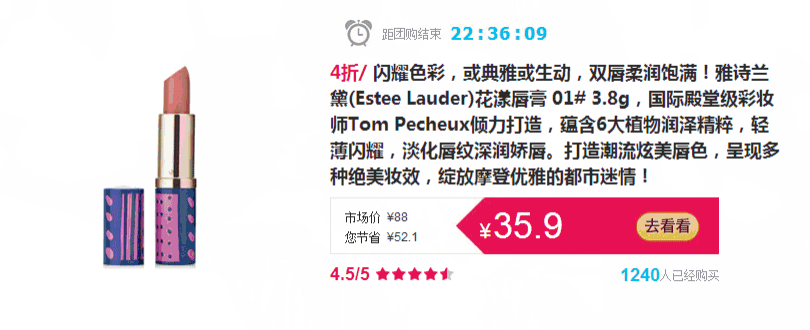 距团购结束 22:36:09
4折/ 闪耀色彩，或典雅或生动，双唇柔润饱满！雅诗兰
黛(Estee Lauder)花漾唇膏 01# 3.8g，国际殿堂级彩妆
师Tom Pecheux倾力打造，蕴含6大植物润泽精粹，轻
薄闪耀，淡化唇纹深润娇唇。打造潮流炫美唇色，呈现多
种绝美妆效，绽放摩登优雅的都市迷情！
市场价 ¥88
您节省 ¥52.1
¥35.9
去看看
4.5/5
1240人已经购买